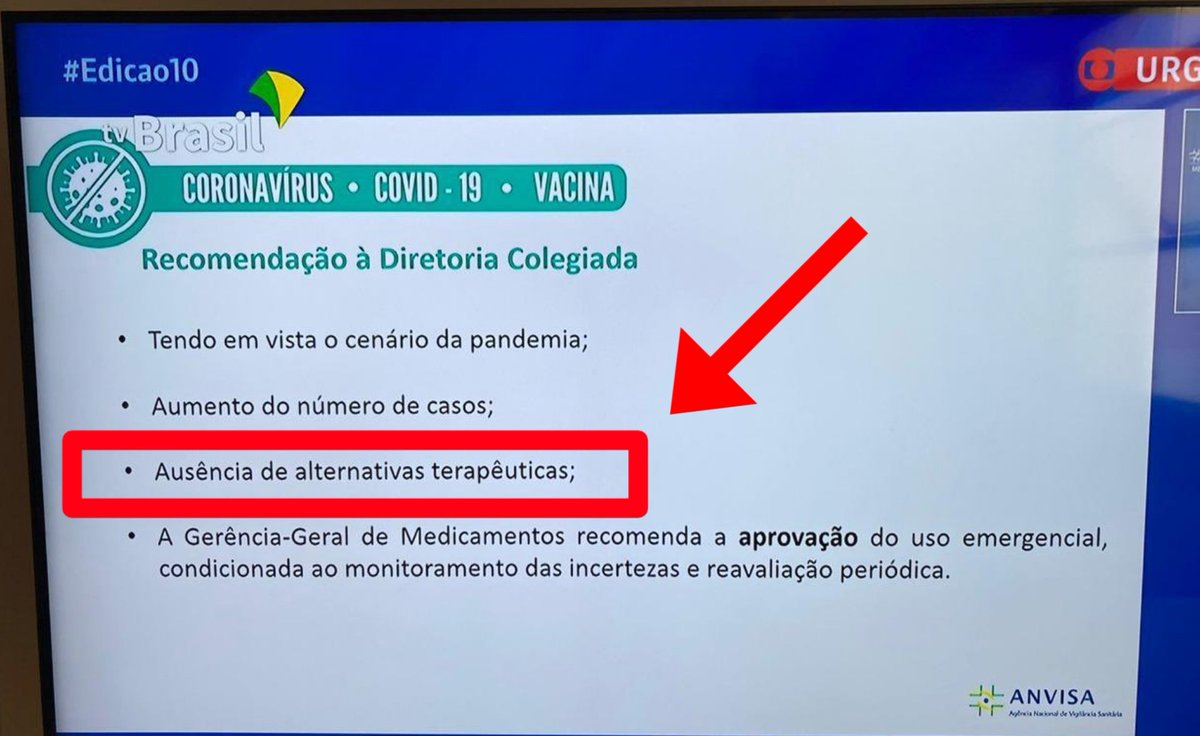 #Edicao10
URG
tv Brasil
CORONAVÍRUS • COVID - 19 • VACINA
Recomendação à Diretoria Colegiada
• Tendo em vista o cenário da pandemia;
• Aumento do número de casos;
• Ausência de alternativas terapêuticas;
• A Gerência-Geral de Medicamentos recomenda a aprovação do uso emergencial,
condicionada ao monitoramento das incertezas e reavaliação periódica.
ANVISA
Agência Nacional de Vigilância Sanitária